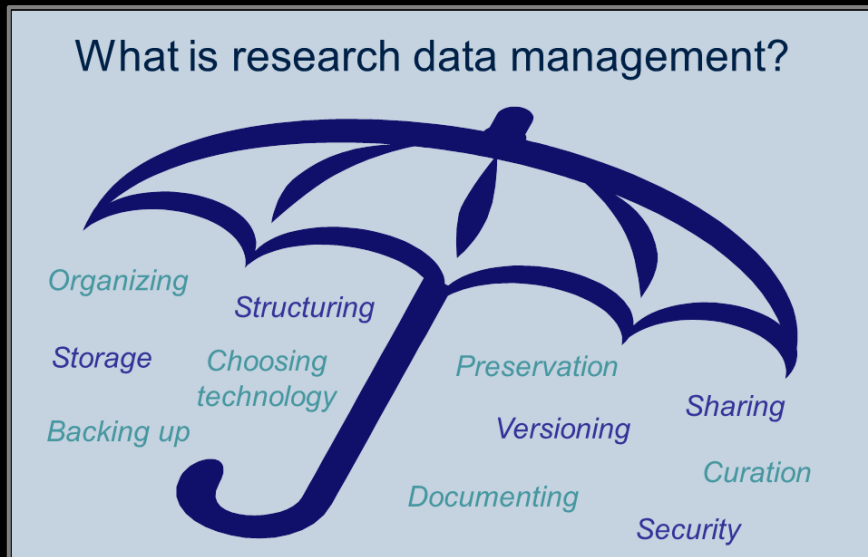 What is research data management?
Organizing
Structuring
Storage
Choosing
technology
Preservation
Sharing
Backing up
Versioning
Curation
Documenting
Security